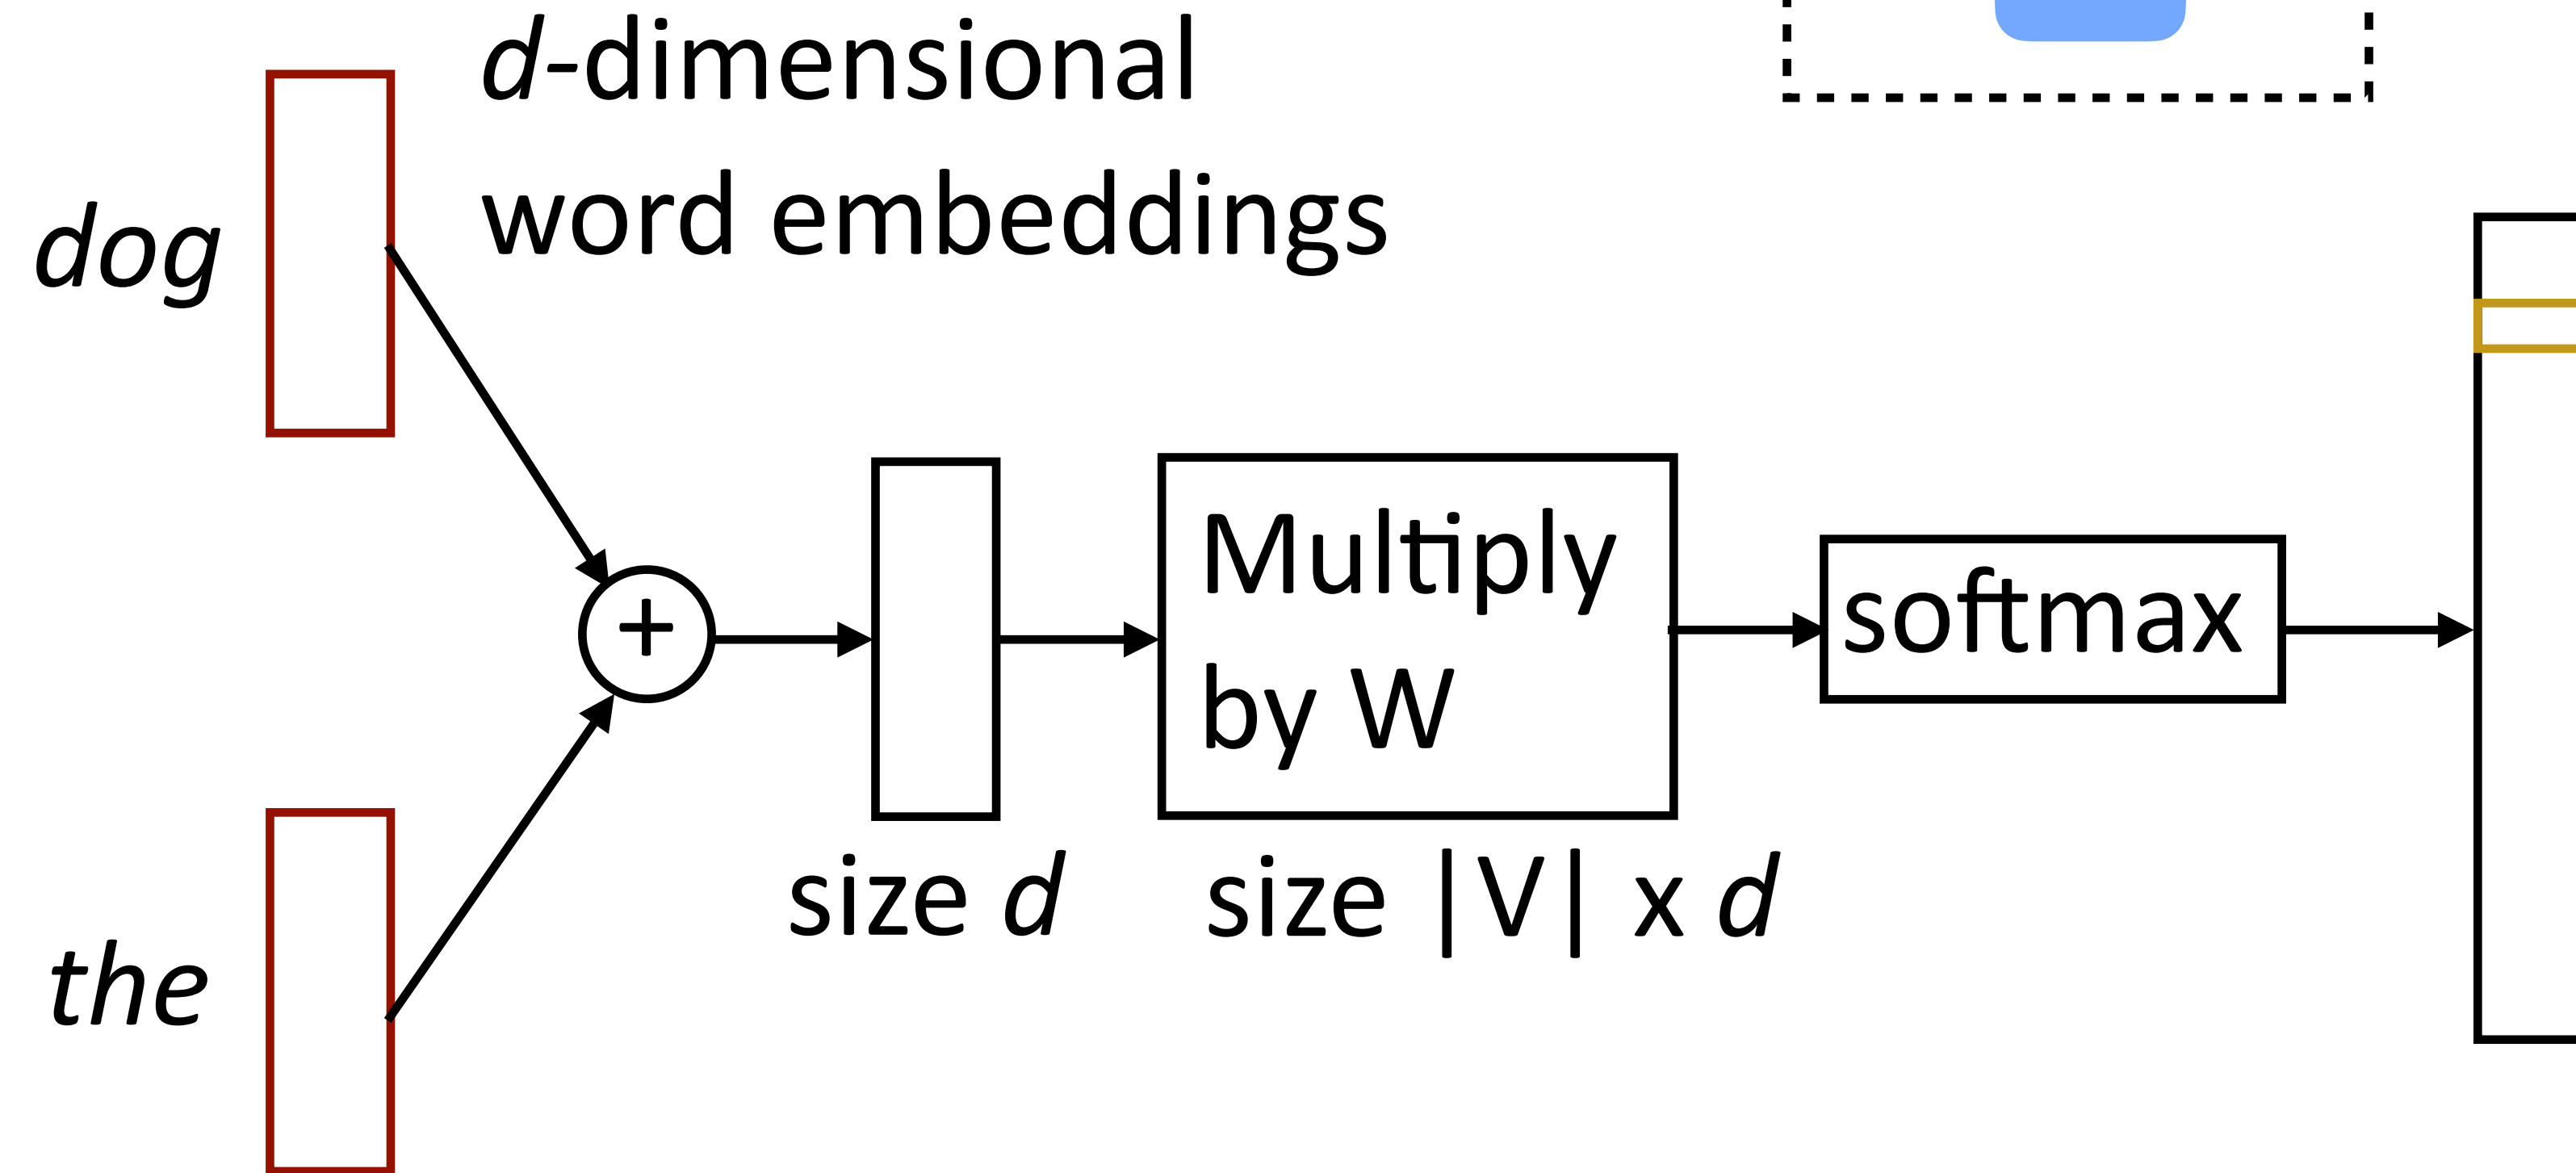 d-dimensional
word embeddings
dog
+
Multiply
by W
softmax
size d
size |V| x d
the